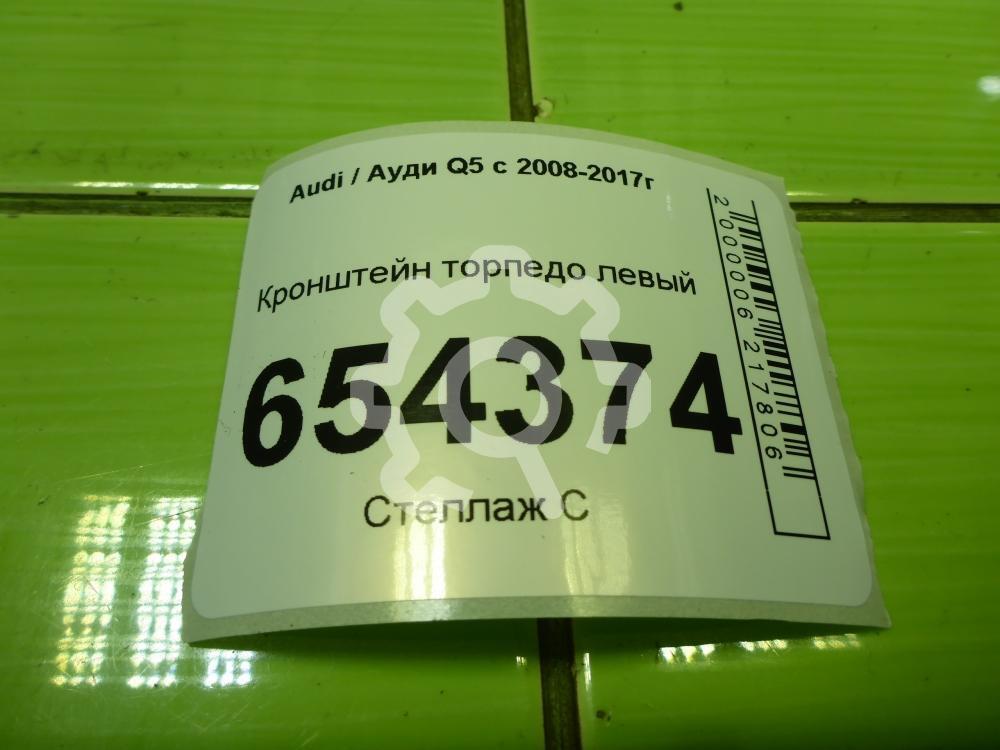 Audi / Ауди Q5 с 2008-2017г
Кронштейн торпедо левый
654374
Стеллаж С
2000006217806